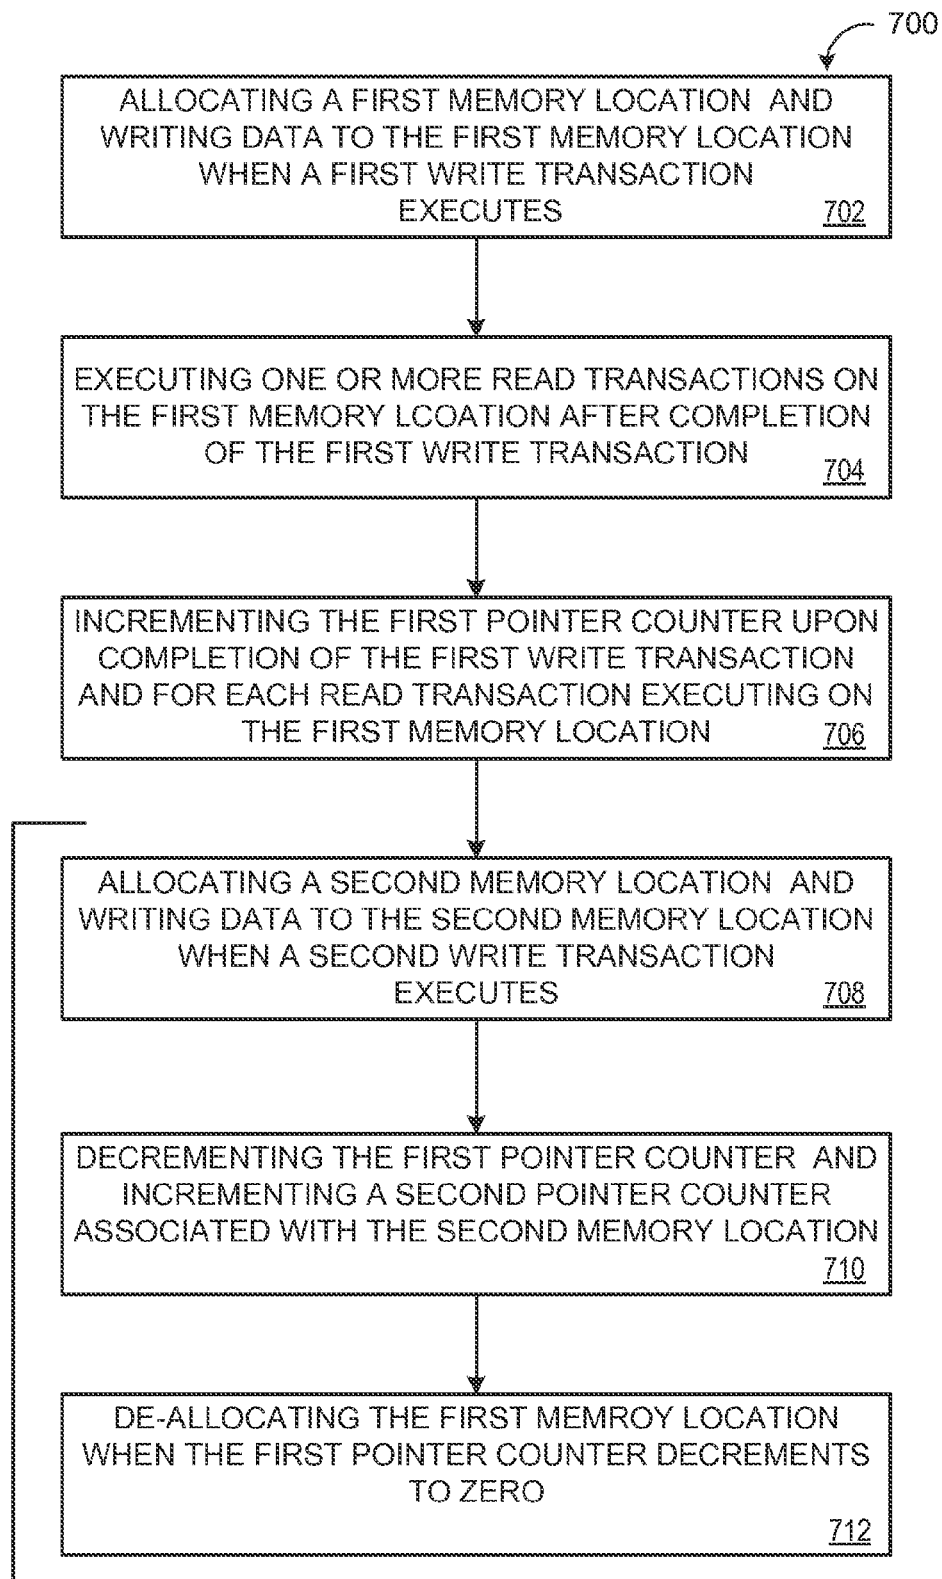 700
ALLOCATING A FIRST MEMORY LOCATION AND
WRITING DATA TO THE FIRST MEMORY LOCATION
WHEN A FIRST WRITE TRANSACTION
EXECUTES
702
EXECUTING ONE OR MORE READ TRANSACTIONS ON
THE FIRST MEMORY LCOATION AFTER COMPLETION
OF THE FIRST WRITE TRANSACTION
704
INCREMENTING THE FIRST POINTER COUNTER UPON
COMPLETION OF THE FIRST WRITE TRANSACTION
AND FOR EACH READ TRANSACTION EXECUTING ON
THE FIRST MEMORY LOCATION
706
ALLOCATING A SECOND MEMORY LOCATION AND
WRITING DATA TO THE SECOND MEMORY LOCATION
WHEN A SECOND WRITE TRANSACTION
EXECUTES
708
DECREMENTING THE FIRST POINTER COUNTER AND
INCREMENTING A SECOND POINTER COUNTER
ASSOCIATED WITH THE SECOND MEMORY LOCATION
710
DE-ALLOCATING THE FIRST MEMROY LOCATION
WHEN THE FIRST POINTER COUNTER DECREMENTS
TO ZERO
712